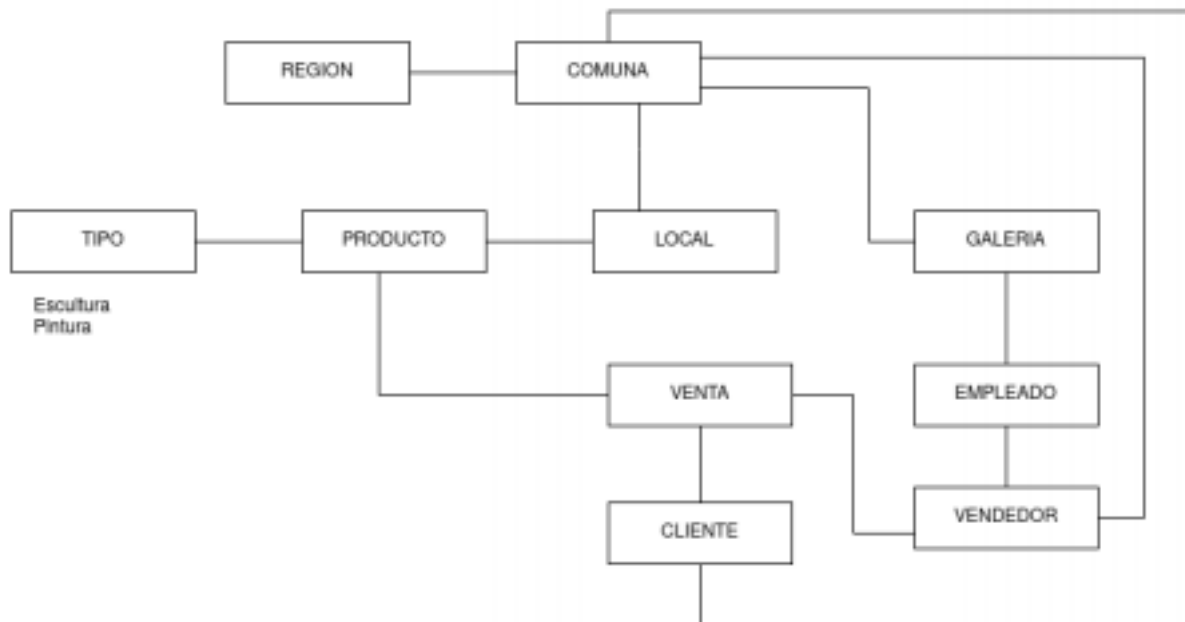 REGION
COMUNA
TIPO
PRODUCTO
LOCAL
GALERIA
Escultura
Pintura
VENTA
EMPLEADO
CLIENTE
VENDEDOR